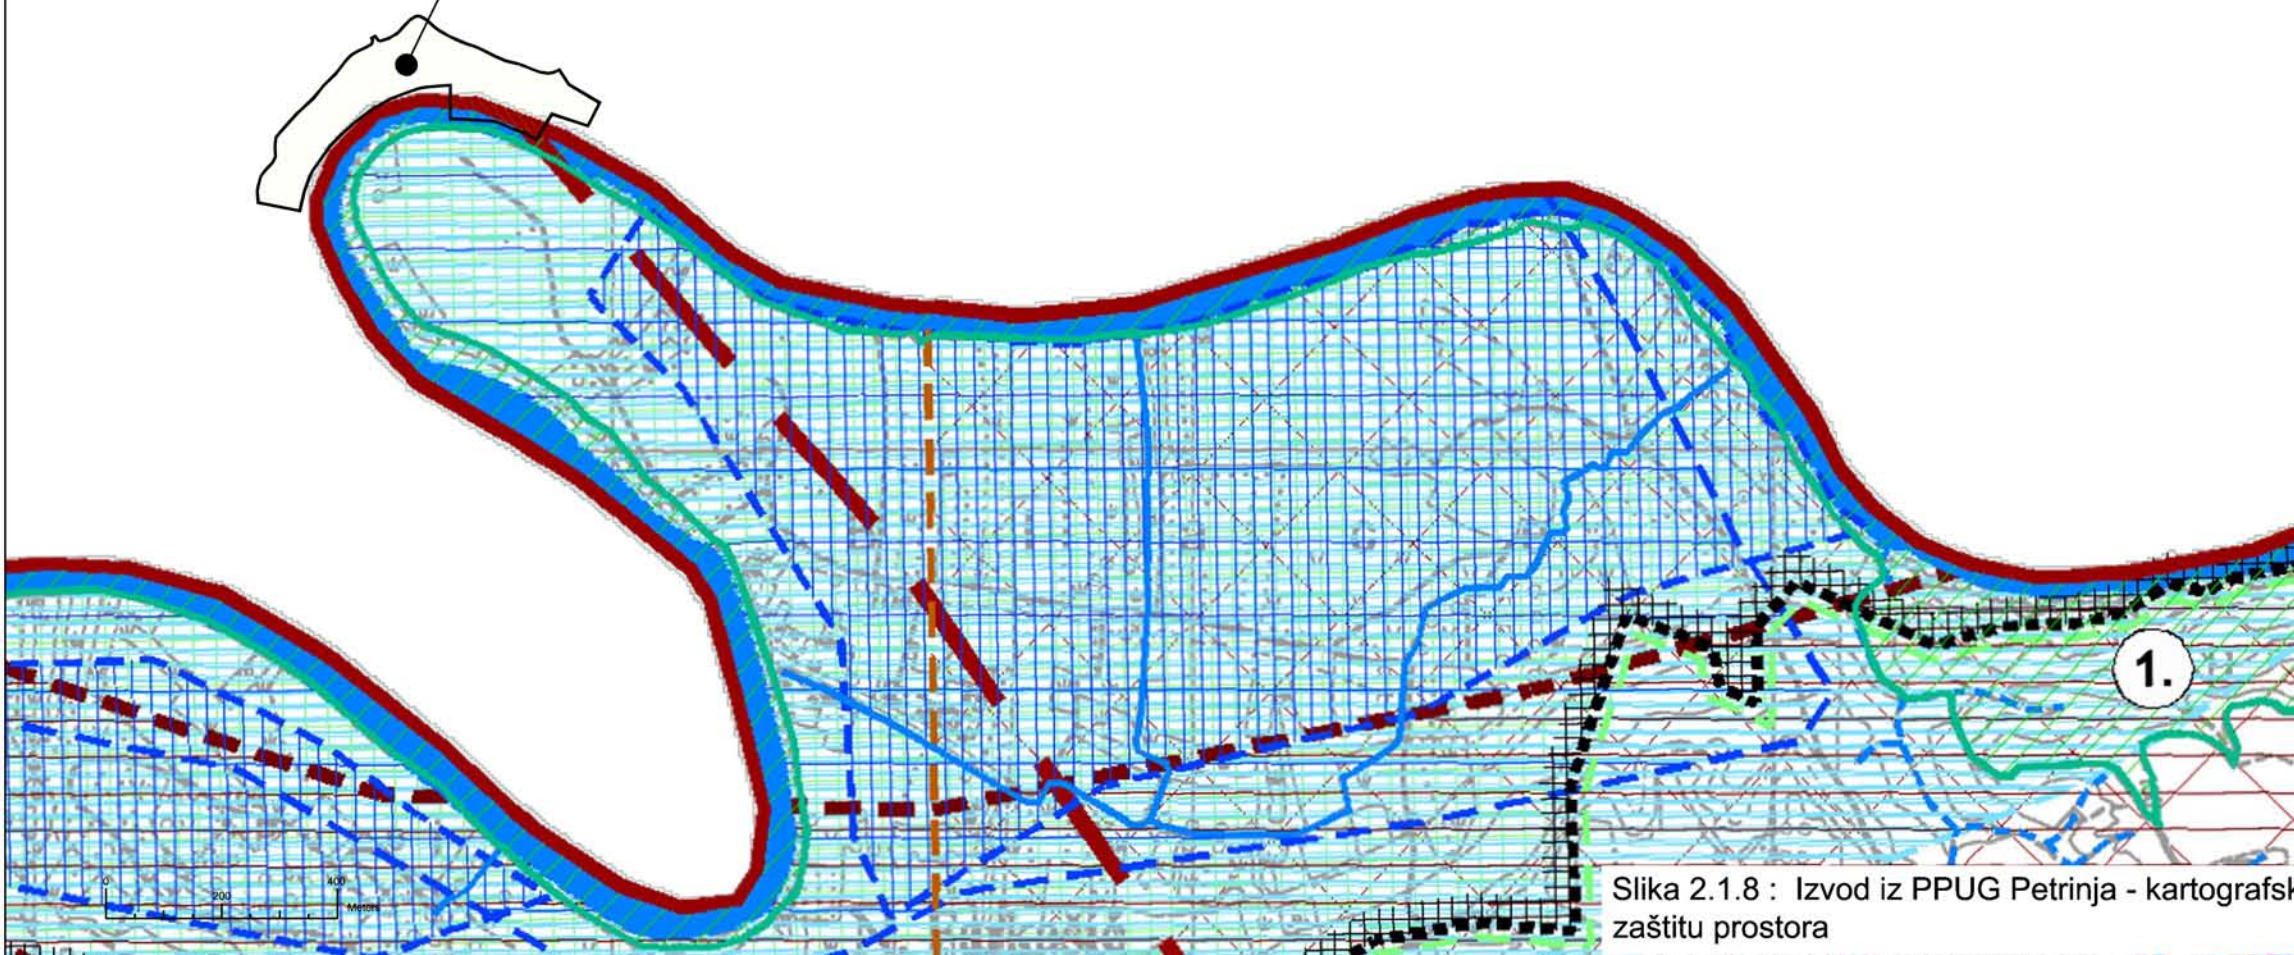 1.
0
200
400
Meters
Slika 2.1.8 : Izvod iz PPUG Petrinja - kartografsk
zaštitu prostora